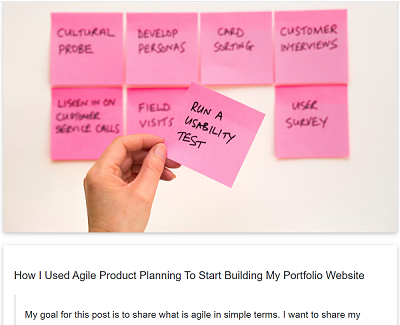 CULTURAL
PROBE
DEVELOP
PERSONAS
CARD
SORTING
CUSTOMER
INTERVIEWS
LISTEN IN ON
CUSTOMER
SERVICE CALLS
FIELD
VISITS
RUN A
USABILITY
TEST
USER
SURVEY
How I Used Agile Product Planning To Start Building My Portfolio Website
My goal for this post is to share what is agile in simple terms. I want to share my